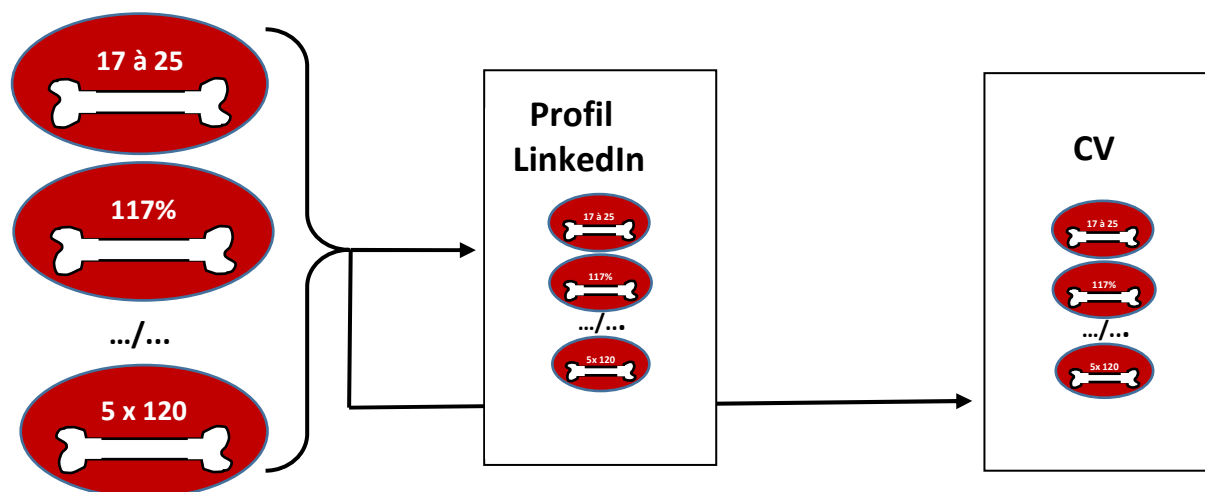 17 à 25
117%
.../...
5 x 120
Profil
LinkedIn
17 à 25
117%
.../...
5x 120
CV
17 à 25
117%
.../...
5x 120